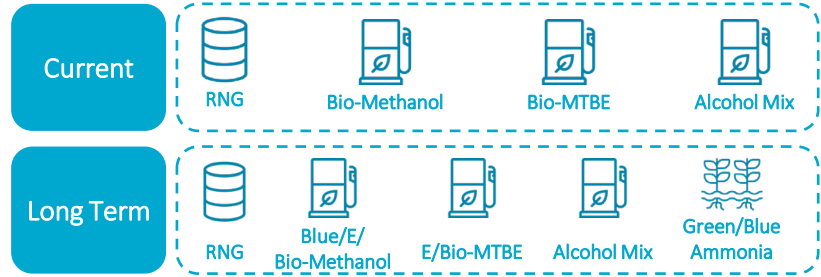 Current
RNG
Bio-Methanol
Bio-MTBE
Alcohol Mix
Long Term
RNG
Blue/E/
Bio-Methanol
E/Bio-MTBE
Alcohol Mix
Green/Blue
Ammonia